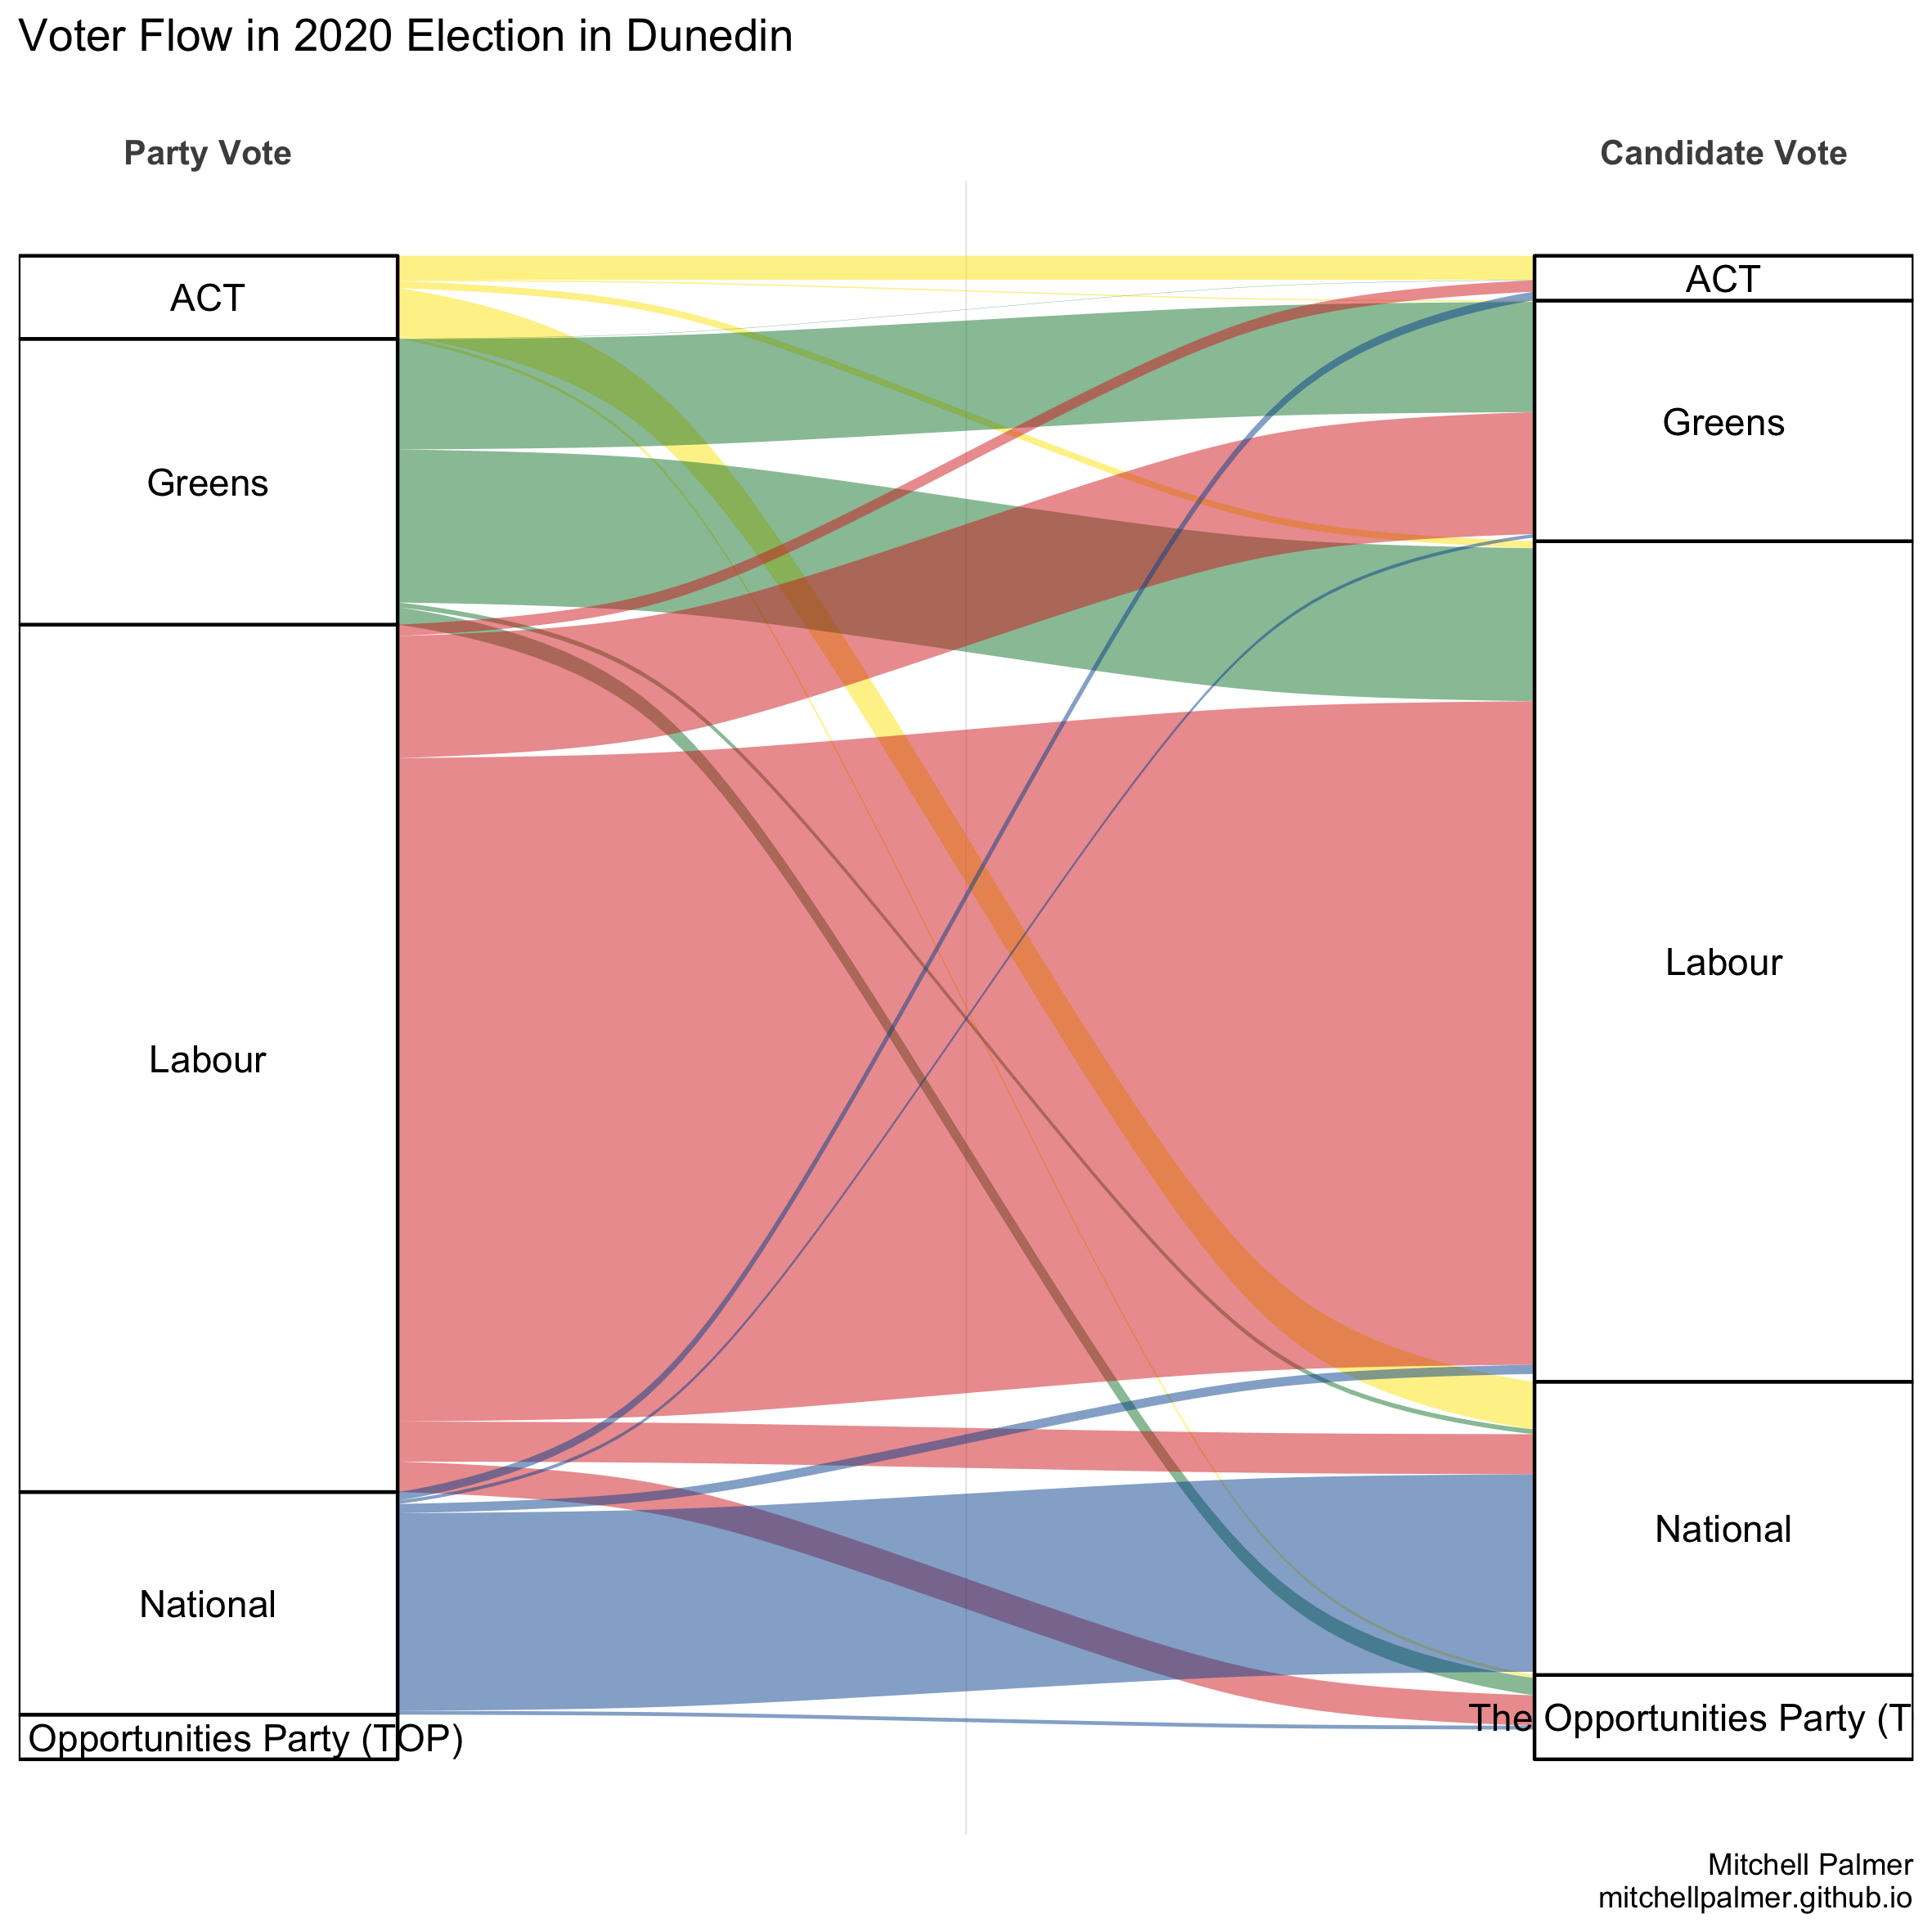 Voter Flow in 2020 Election in Dunedin
Party Vote
Candidate Vote
ACT
Greens
Labour
National
Opportunities Party (TOP)
ACT
Greens
Labour
National
The Opportunities Party (T
Mitchell Palmer
mitchellpalmer.github.io